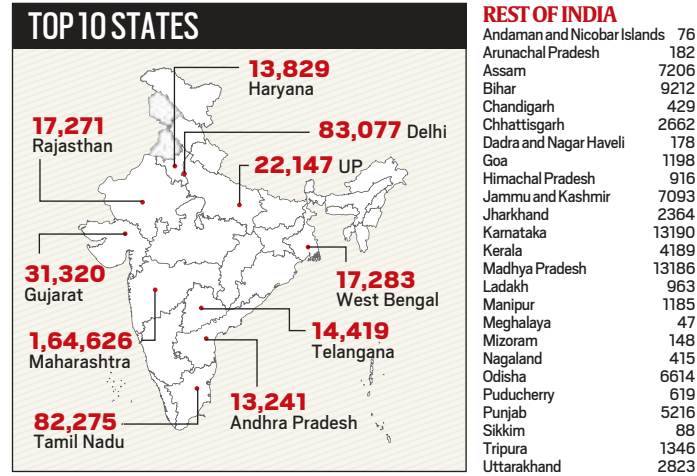 TOP 10 STATES
13,829
Haryana
17,271
Rajasthan
83,077 Delhi
22,147 UP
31,320
Gujarat
17,283
West Bengal
1,64,626
Maharashtra
14,419
Telangana
13,241
Andhra Pradesh
82,275
Tamil Nadu
REST OF INDIA
Andaman and Nicobar Islands 76
Arunachal Pradesh 182
Assam 7206
Bihar 9212
Chandigarh 429
Chhattisgarh 2662
Dadra and Nagar Haveli 178
Goa 1198
Himachal Pradesh 916
Jammu and Kashmir 7093
Jharkhand 2364
Karnataka 13190
Kerala 4189
Madhya Pradesh 13186
Ladakh 963
Manipur 1185
Meghalaya 47
Mizoram 148
Nagaland 415
Odisha 6614
Puducherry 619
Punjab 5216
Sikkim 88
Tripura 1346
Uttarakhand 2823